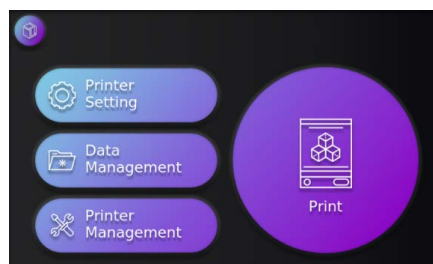 Printer
Setting
Data
Management
Printer
Management
Print